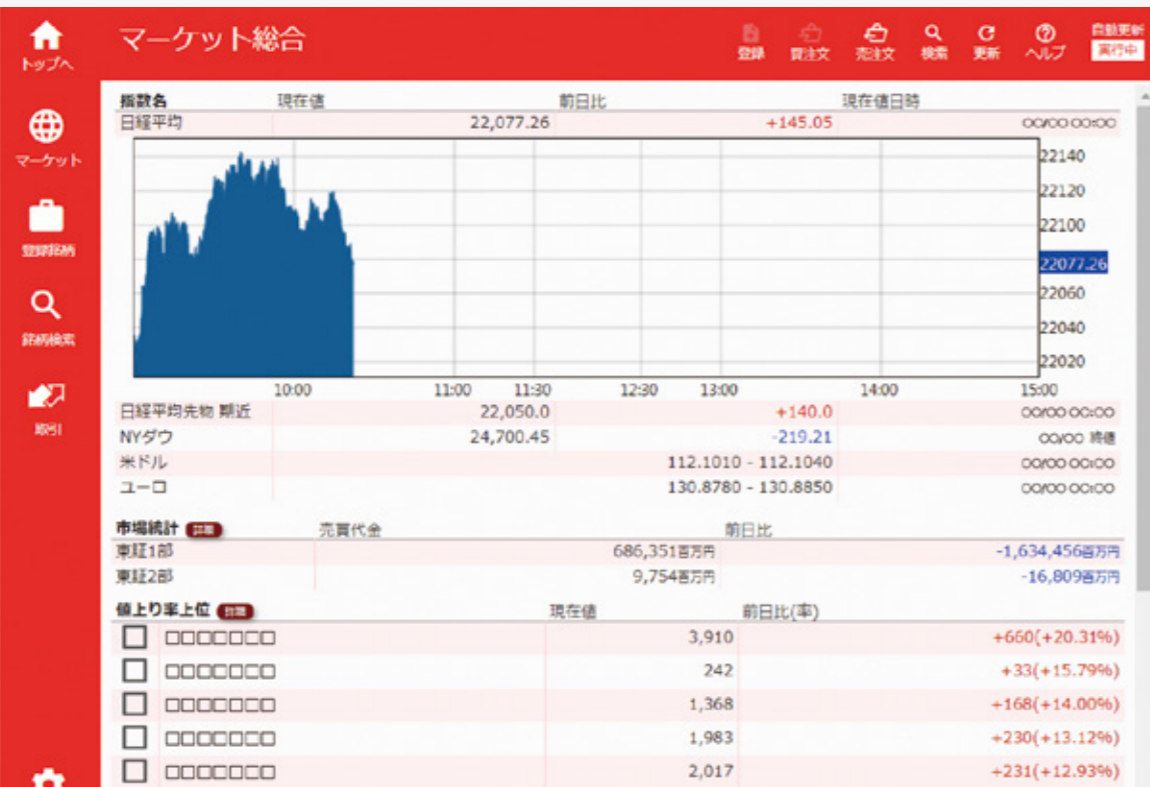 トップへ
マーケット総合
登録
買注文
売注文
検索
更新
ヘルプ
自動更新
実行中
マーケット
登録銘柄
銘柄検索
取引
指数名 現在値 前日比 現在値日時
日経平均 22,077.26 +145.05 00/00 00:00
22140
22120
22100
22077.26
22060
22040
22020
10:00 11:00 11:30 12:30 13:00 14:00 15:00
日経平均先物 期近 22,050.0 +140.0 00/00 00:00
NYダウ 24,700.45 -219.21 00/00 終値
米ドル 112.1010 - 112.1040 00/00 00:00
ユーロ 130.8780 - 130.8850 00/00 00:00
市場統計 詳細 売買代金 前日比
東証1部 686,351百万円 -1,634,456百万円
東証2部 9,754百万円 -16,809百万円
値上り率上位 詳細 現在値 前日比(率)
□□□□□□□ 3,910 +660(+20.31%)
□□□□□□□ 242 +33(+15.79%)
□□□□□□□ 1,368 +168(+14.00%)
□□□□□□□ 1,983 +230(+13.12%)
□□□□□□□ 2,017 +231(+12.93%)